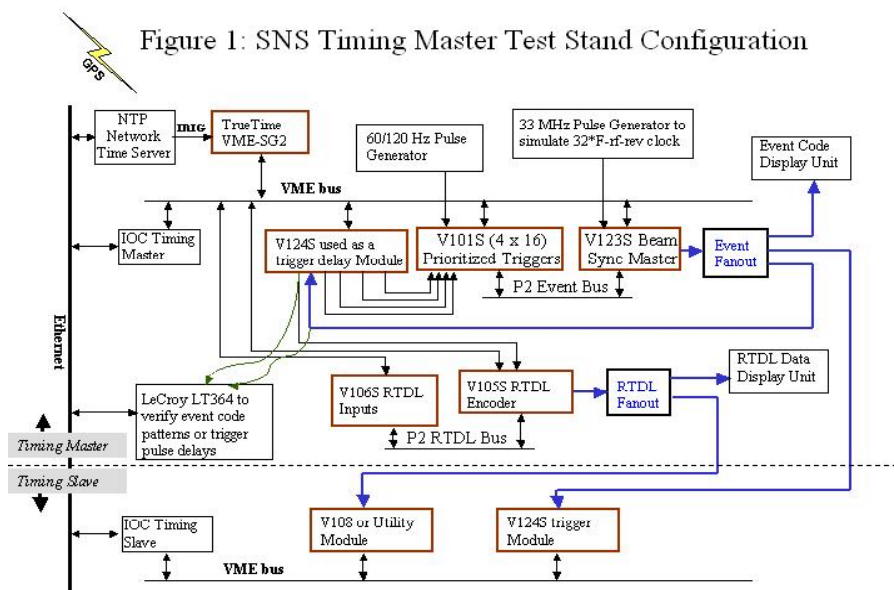 Figure 1: SNS Timing Master Test Stand Configuration
GPS
NTP
Network
Time Server
IRIG
TrueTime
VME-SG2
60/120 Hz Pulse
Generator
33 MHz Pulse Generator to
simulate 32*F-rf-rev clock
Event Code
Display Unit
VME bus
IOC Timing
Master
V124S used as a
trigger delay Module
V101S (4 x 16)
Prioritized Triggers
V123S Beam
Sync Master
Event
Fanout
P2 Event Bus
Ethernet
LeCroy LT364 to
verify event code
patterns or trigger
pulse delays
V106S RTDL
Inputs
V105S RTDL
Encoder
RTDL
Fanout
RTDL Data
Display Unit
P2 RTDL Bus
Timing Master
Timing Slave
IOC Timing
Slave
V108 or Utility
Module
V124S trigger
Module
VME bus